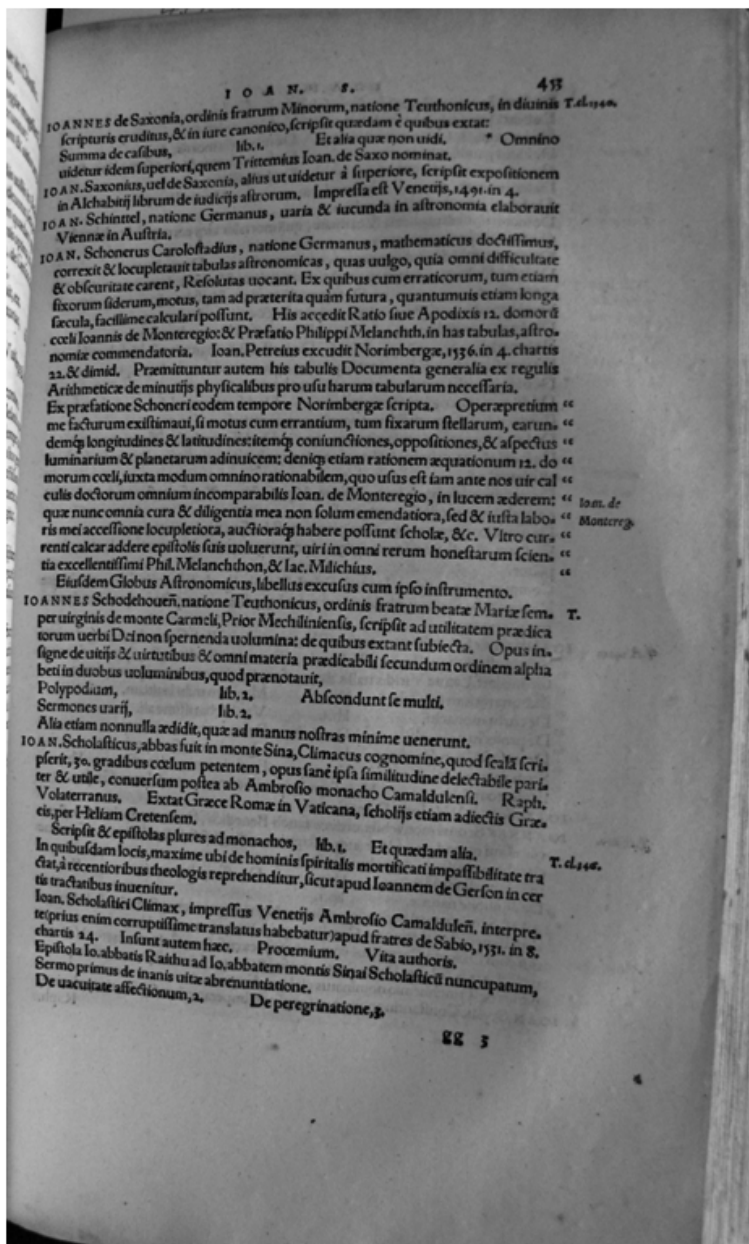 IOAN. S. 453
IOANNES de Saxonia, ordinis fratrum Minorum, natione Teuthonicus, in diuinis T.
ſcripturis eruditus, & in iure canonico, ſcripſit quædam è quibus extat:
Summa de caſibus, lib.1. Et alia quæ non uidi. * Omnino
uidetur idem ſuperiori, quem Trittemius Ioan. de Saxo nominat.
IOAN. Saxonius, uel de Saxonia, alius ut uidetur à ſuperiore, ſcripſit expoſitionem
in Alchabitij librum de iudicijs aſtrorum. Impreſſa eſt Venetijs, 1491. in 4.
IOAN. Schinttel, natione Germanus, uaria & iucunda in aſtronomia elaborauit
Viennæ in Auſtria.
IOAN. Schonerus Caroloſtadius, natione Germanus, mathematicus doctiſſimus,
correxit & locupletauit tabulas aſtronomicas, quas uulgo, quia omni difficultate
& obſcuritate carent, Reſolutas uocant. Ex quibus cum erraticorum, tum etiam
fixorum ſiderum, motus, tam ad præterita quàm futura, quantumuis etiam longa
ſæcula, facillime calculari poſſunt. His accedit Ratio ſiue Apodixis 12. domorũ
cœli Ioannis de Monteregio: & Præfatio Philippi Melanchth. in has tabulas, aſtro-
nomiæ commendatoria. Ioan. Petreius excudit Norimbergæ, 1536. in 4. chartis
22. & dimid. Præmittuntur autem his tabulis Documenta generalia ex regulis
Arithmeticæ de minutijs phyſicalibus pro uſu harum tabularum neceſſaria.
Ex præfatione Schoneri eodem tempore Norimbergæ ſcripta. Operæpretium “
me facturum exiſtimaui, ſi motus cum errantium, tum fixarum ſtellarum, earun- “
demq́; longitudines & latitudines: itemq́; coniunctiones, oppoſitiones, & aſpectus “
luminarium & planetarum adinuicem: deniq; etiam rationem æquationum 12. do “
morum cœli, iuxta modum omnino rationabilem, quo uſus eſt iam ante nos uir cal “
culis doctorum omnium incomparabilis Ioan. de Monteregio, in lucem æderem: “ Ioan. de
quæ nunc omnia cura & diligentia mea non ſolum emendatiora, ſed & iuſta labo- “ Montereg.
ris mei acceſſione locupletiora, auctioraq́; habere poſſunt ſcholæ, &c. Vltro cur- “
renti calcar addere epiſtolis ſuis uoluerunt, uiri in omni rerum honeſtarum ſcien- “
tia excellentiſſimi Phil. Melanchthon, & Iac. Milichius. “
Eiuſdem Globus Aſtronomicus, libellus excuſus cum ipſo inſtrumento.
IOANNES Schodehoueñ, natione Teuthonicus, ordinis fratrum beatæ Mariæ ſem- T.
per uirginis de monte Carmeli, Prior Mechilinienſis, ſcripſit ad utilitatem prædica
torum uerbi Dei non ſpernenda uolumina: de quibus extant ſubiecta. Opus in-
ſigne de uitijs & uirtutibus & omni materia prædicabili ſecundum ordinem alpha
beti in duobus uoluminibus, quod prænotauit,
Polypodium, lib.2. Abſcondunt ſe multi.
Sermones uarij, lib.2.
Alia etiam nonnulla ædidit, quæ ad manus noſtras minime uenerunt.
IOAN. Scholaſticus, abbas fuit in monte Sina, Climacus cognomine, quod ſcalã ſcri-
pſerit, 30. gradibus cœlum petentem, opus ſanè ipſa ſimilitudine delectabile pari-
ter & utile, conuerſum poſtea ab Ambroſio monacho Camaldulenſi. Raph.
Volaterranus. Extat Græce Romæ in Vaticana, ſcholijs etiam adiectis Græ-
cis, per Heliam Cretenſem.
Scripſit & epiſtolas plures ad monachos, lib.1. Et quædam alia. T.
In quibuſdam locis, maxime ubi de hominis ſpiritalis mortificati impaſſibilitate tra
ctat, à recentioribus theologis reprehenditur, ſicut apud Ioannem de Gerſon in cer
tis tractatibus inuenitur.
Ioan. Scholaſtici Climax, impreſſus Venetijs Ambroſio Camalduleñ. interpre-
te (prius enim corruptiſſime translatus habebatur) apud fratres de Sabio, 1531. in 8.
chartis 24. Inſunt autem hæc. Proœmium. Vita authoris.
Epiſtola Io. abbatis Raithu ad Io. abbatem montis Sinai Scholaſticũ nuncupatum,
Sermo primus de inanis uitæ abrenuntiatione.
De uacuitate affectionum, 2. De peregrinatione, 3.
gg 3